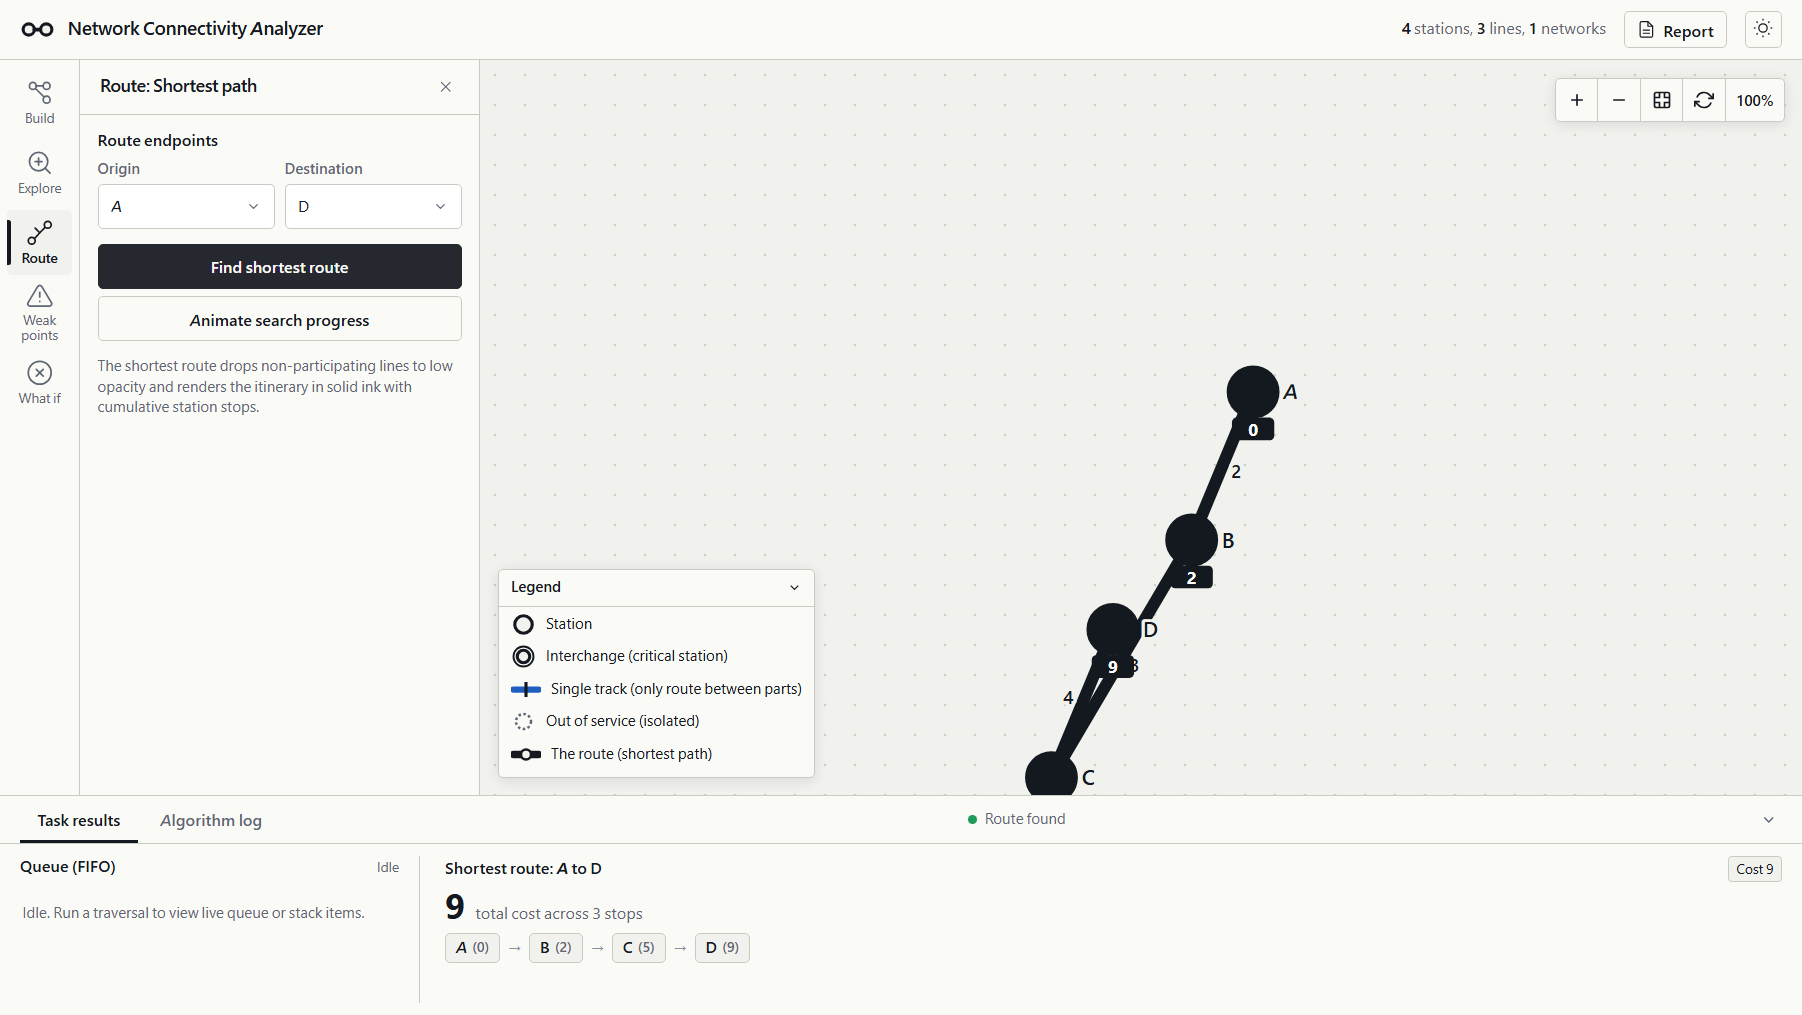 Network Connectivity Analyzer
4 stations, 3 lines, 1 networks
Report
Build
Explore
Route
Weak
points
What if
Route: Shortest path
Route endpoints
Origin
Destination
A
D
Find shortest route
Animate search progress
The shortest route drops non-participating lines to low
opacity and renders the itinerary in solid ink with
cumulative station stops.
100%
A
0
2
B
2
D
9
3
4
C
Legend
Station
Interchange (critical station)
Single track (only route between parts)
Out of service (isolated)
The route (shortest path)
Task results
Algorithm log
Route found
Queue (FIFO)
Idle
Idle. Run a traversal to view live queue or stack items.
Shortest route: A to D
Cost 9
9 total cost across 3 stops
A (0) → B (2) → C (5) → D (9)